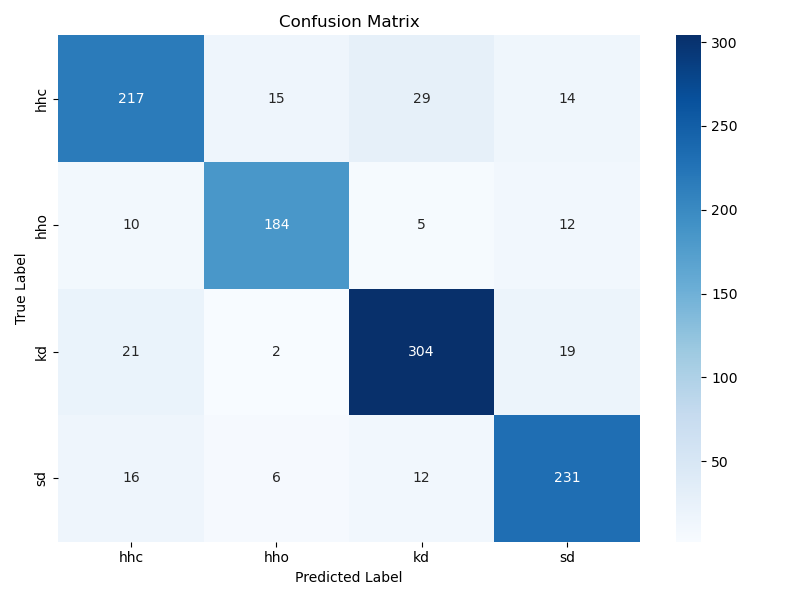 Confusion Matrix
hhc 217 15 29 14
hho 10 184 5 12
kd 21 2 304 19
sd 16 6 12 231
hhc hho kd sd
Predicted Label
True Label
300
250
200
150
100
50